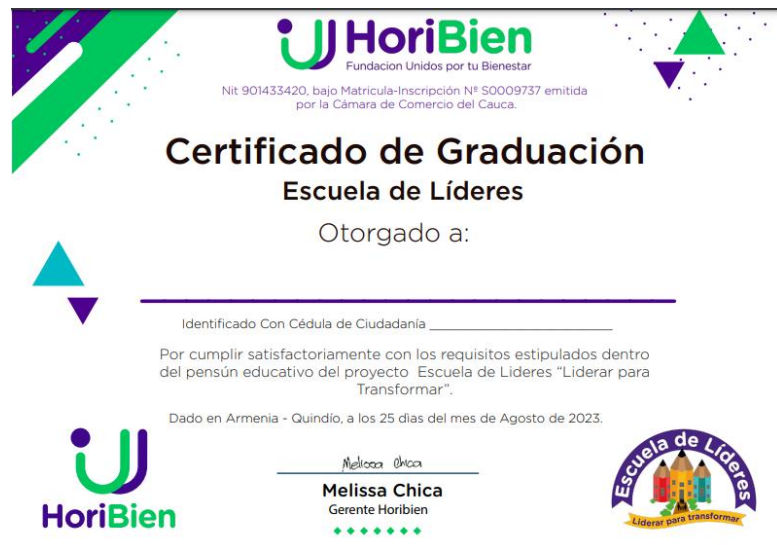 HoriBien
Fundacion Unidos por tu Bienestar
Nit 901433420, bajo Matricula-Inscripción Nº S0009737 emitida
por la Cámara de Comercio del Cauca.
Certificado de Graduación
Escuela de Líderes
Otorgado a:
Identificado Con Cédula de Ciudadanía
Por cumplir satisfactoriamente con los requisitos estipulados dentro
del pensún educativo del proyecto Escuela de Lideres “Liderar para
Transformar”.
Dado en Armenia - Quindío, a los 25 dias del mes de Agosto de 2023.
Melissa Chica
Melissa Chica
Gerente Horibien
HoriBien
Escuela de Líderes
Liderar para transformar